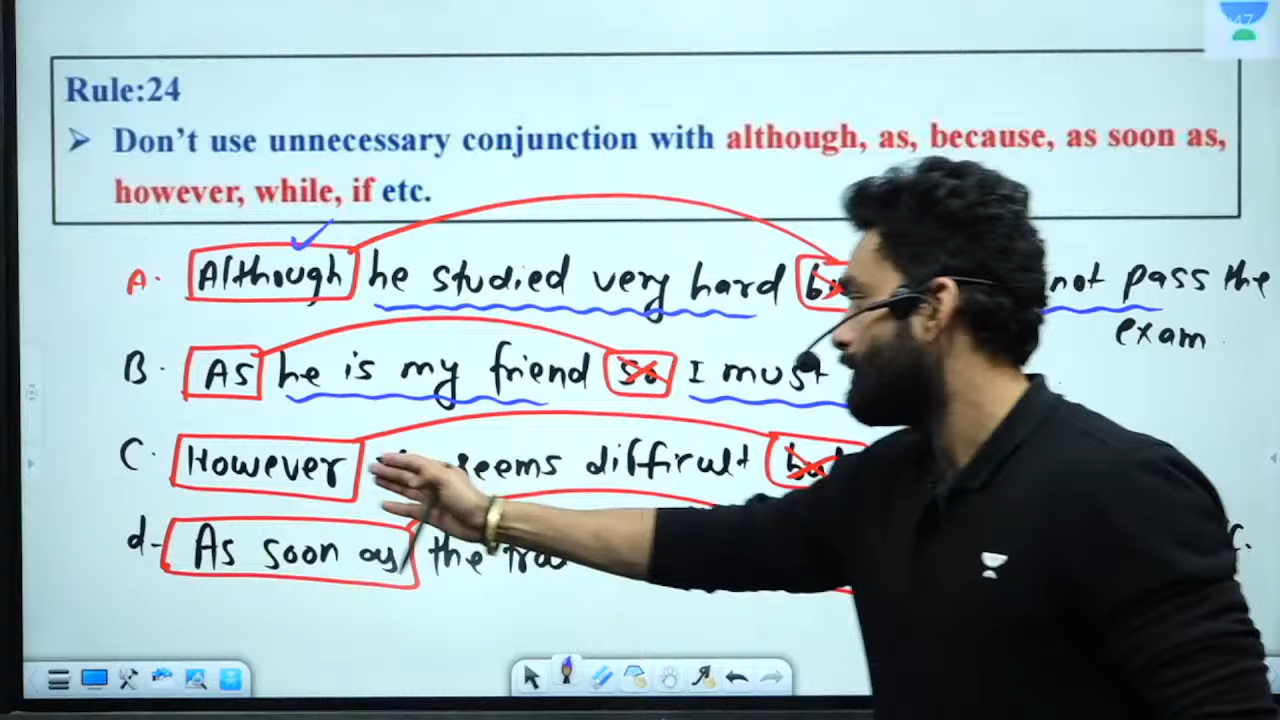 Rule:24
➢ Don't use unnecessary conjunction with although, as, because, as soon as,
however, while, if etc.
A. Although he studied very hard not pass the
exam.
B. As he is my friend so I must
C. However seems difficult but
d- As soon as the